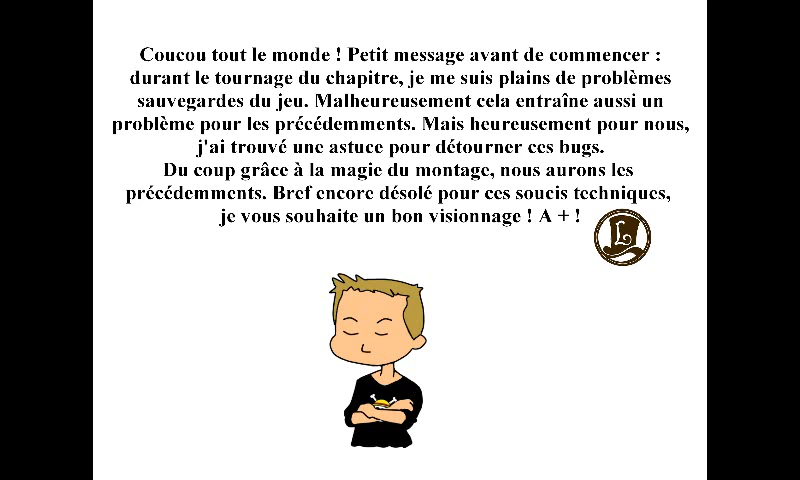 Coucou tout le monde ! Petit message avant de commencer :
durant le tournage du chapitre, je me suis plains de problèmes
sauvegardes du jeu. Malheureusement cela entraîne aussi un
problème pour les précédemments. Mais heureusement pour nous,
j'ai trouvé une astuce pour détourner ces bugs.
Du coup grâce à la magie du montage, nous aurons les
précédemments. Bref encore désolé pour ces soucis techniques,
je vous souhaite un bon visionnage ! A + !
L